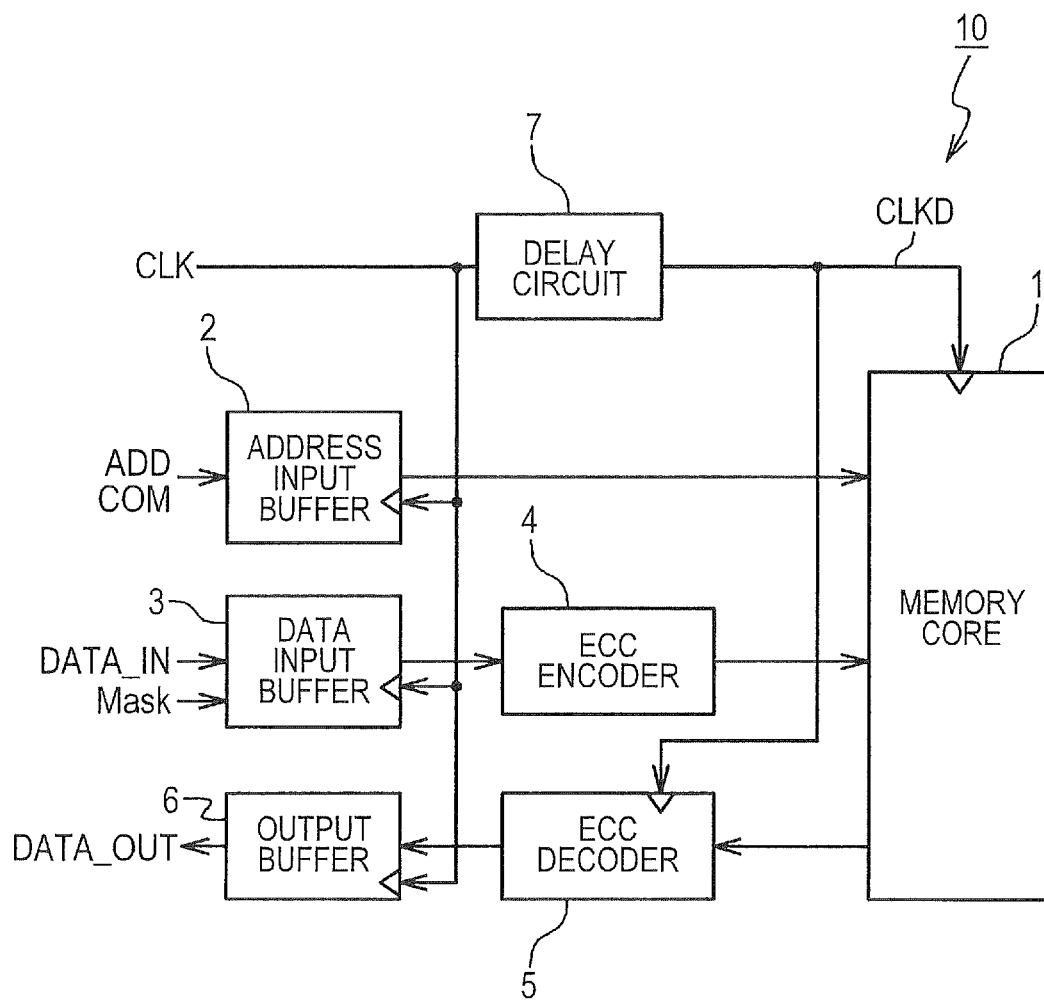 10
7
DELAY
CIRCUIT
CLKD
CLK
1
2
ADDRESS
INPUT
BUFFER
ADD
COM
4
3
DATA
INPUT
BUFFER
DATA_IN
Mask
ECC
ENCODER
MEMORY
CORE
6
OUTPUT
BUFFER
DATA_OUT
ECC
DECODER
5